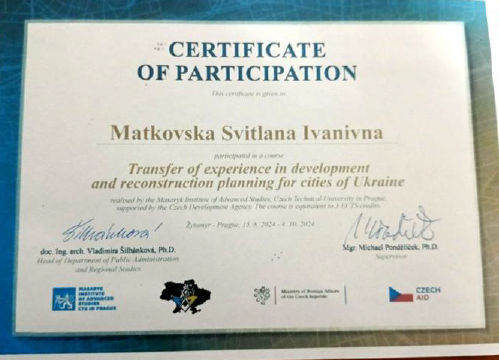 CERTIFICATE
OF PARTICIPATION
This certificate is given to
Matkovska Svitlana Ivanivna
participated in a course
Transfer of experience in development
and reconstruction planning for cities of Ukraine
realised by the Masaryk Institute of Advanced Studies, Czech Technical University in Prague,
supported by the Czech Development Agency. The course is equivalent to 3 ECTS credits
Žytomyr - Prague, 15. 8. 2024 - 4. 10. 2024
doc. Ing. arch. Vladimíra Šilhánková, Ph.D.
Head of Department of Public Administration
and Regional Studies
Mgr. Michael Pondělíček, Ph.D.
Supervisor
MASARYK
INSTITUTE
OF ADVANCED
STUDIES
CTU IN PRAGUE
Ministry of Foreign Affairs
of the Czech Republic
CZECH
AID